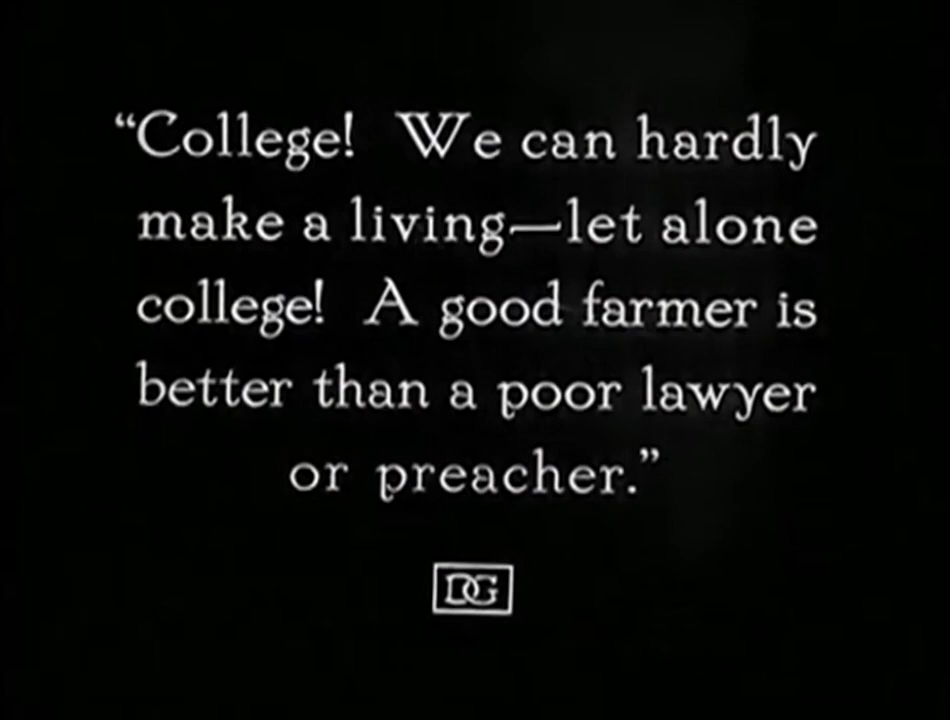 “College! We can hardly
make a living—let alone
college! A good farmer is
better than a poor lawyer
or preacher.”
DG